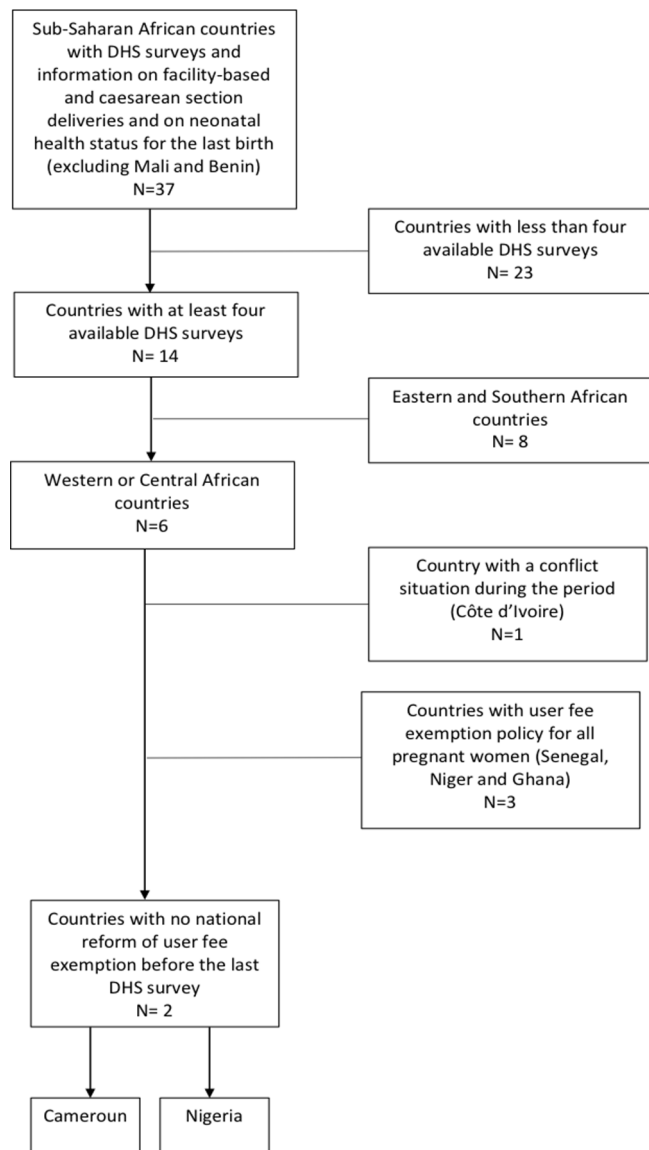 Sub-Saharan African countries
with DHS surveys and
information on facility-based
and caesarean section
deliveries and on neonatal
health status for the last birth
(excluding Mali and Benin)
N=37
Countries with less than four
available DHS surveys
N= 23
Countries with at least four
available DHS surveys
N= 14
Eastern and Southern African
countries
N= 8
Western or Central African
countries
N=6
Country with a conflict
situation during the period
(Côte d’Ivoire)
N=1
Countries with user fee
exemption policy for all
pregnant women (Senegal,
Niger and Ghana)
N=3
Countries with no national
reform of user fee
exemption before the last
DHS survey
N= 2
Cameroun
Nigeria